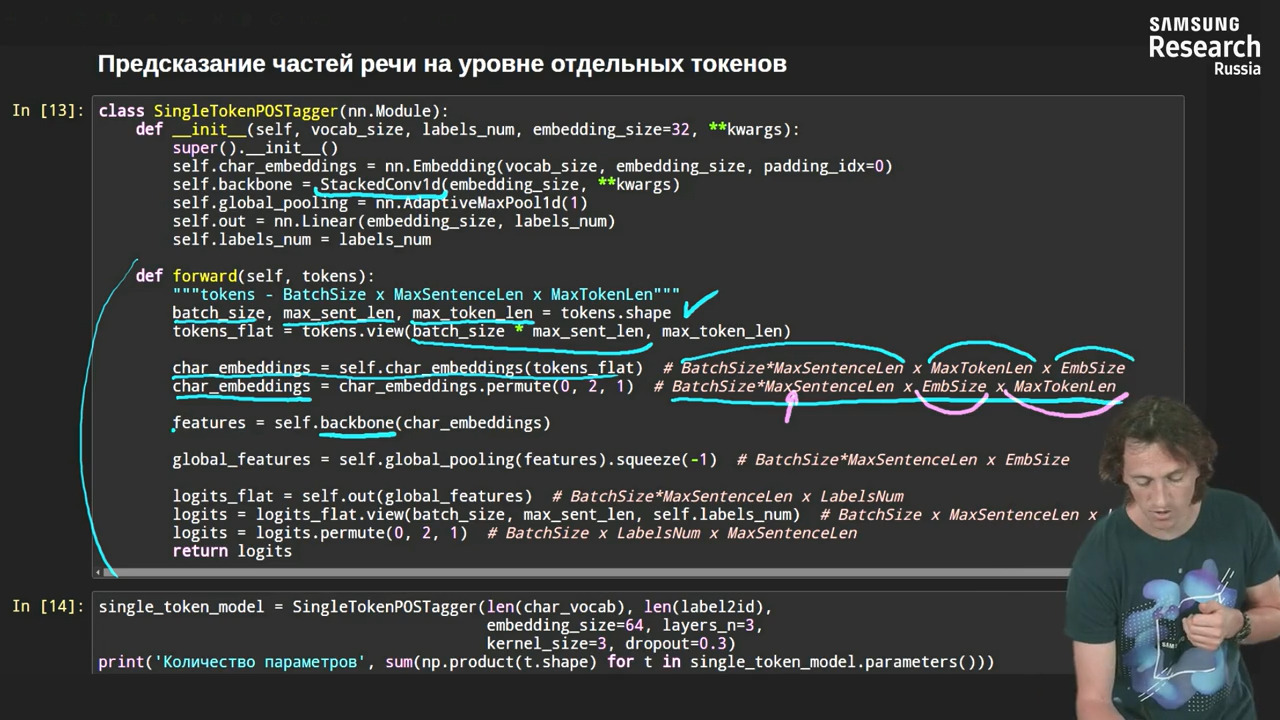 SAMSUNG
Research
Russia
Предсказание частей речи на уровне отдельных токенов
In [13]:
class SingleTokenPOSTagger(nn.Module):
    def __init__(self, vocab_size, labels_num, embedding_size=32, **kwargs):
        super().__init__()
        self.char_embeddings = nn.Embedding(vocab_size, embedding_size, padding_idx=0)
        self.backbone = StackedConv1d(embedding_size, **kwargs)
        self.global_pooling = nn.AdaptiveMaxPool1d(1)
        self.out = nn.Linear(embedding_size, labels_num)
        self.labels_num = labels_num
    def forward(self, tokens):
        """tokens - BatchSize x MaxSentenceLen x MaxTokenLen"""
        batch_size, max_sent_len, max_token_len = tokens.shape
        tokens_flat = tokens.view(batch_size * max_sent_len, max_token_len)
        char_embeddings = self.char_embeddings(tokens_flat)  # BatchSize*MaxSentenceLen x MaxTokenLen x EmbSize
        char_embeddings = char_embeddings.permute(0, 2, 1)  # BatchSize*MaxSentenceLen x EmbSize x MaxTokenLen
        features = self.backbone(char_embeddings)
        global_features = self.global_pooling(features).squeeze(-1)  # BatchSize*MaxSentenceLen x EmbSize
        logits_flat = self.out(global_features)  # BatchSize*MaxSentenceLen x LabelsNum
        logits = logits_flat.view(batch_size, max_sent_len, self.labels_num)  # BatchSize x MaxSentenceLen x
        logits = logits.permute(0, 2, 1)  # BatchSize x LabelsNum x MaxSentenceLen
        return logits
In [14]:
single_token_model = SingleTokenPOSTagger(len(char_vocab), len(label2id),
                                          embedding_size=64, layers_n=3,
                                          kernel_size=3, dropout=0.3)
print('Количество параметров', sum(np.product(t.shape) for t in single_token_model.parameters()))